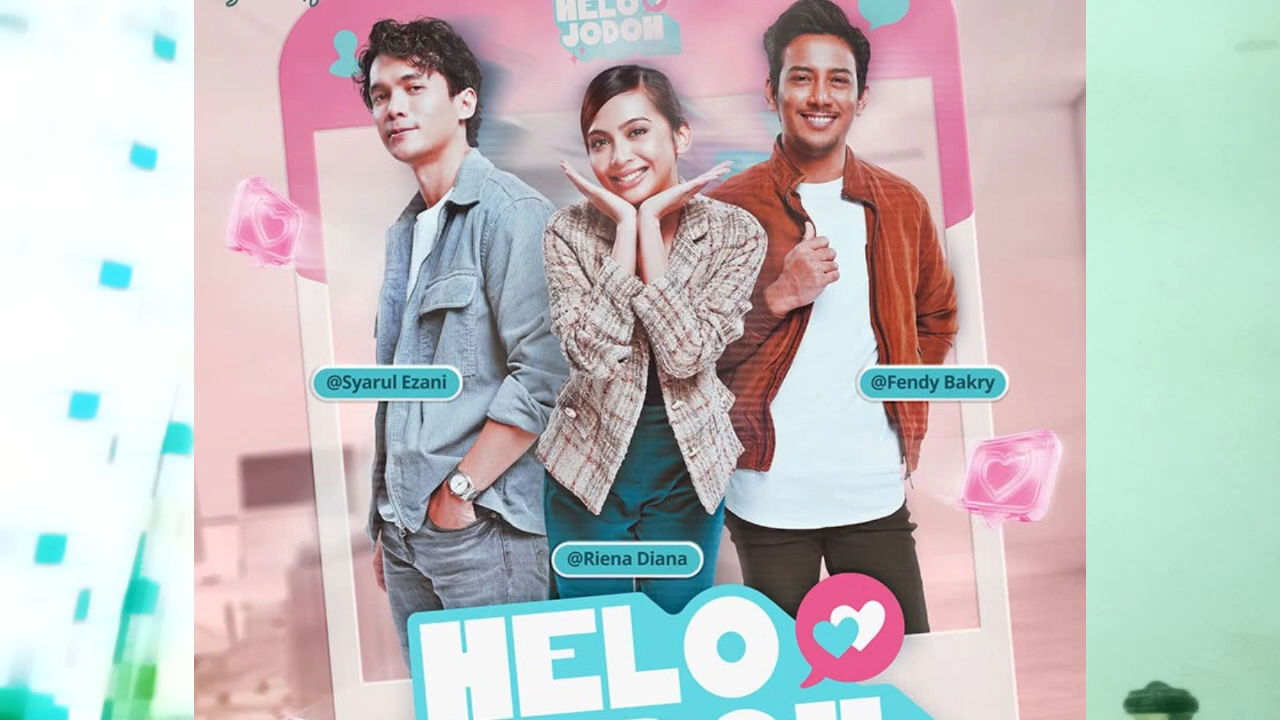 HELO
JODOH
@Syarul Ezani
@Fendy Bakry
@Riena Diana
HELO